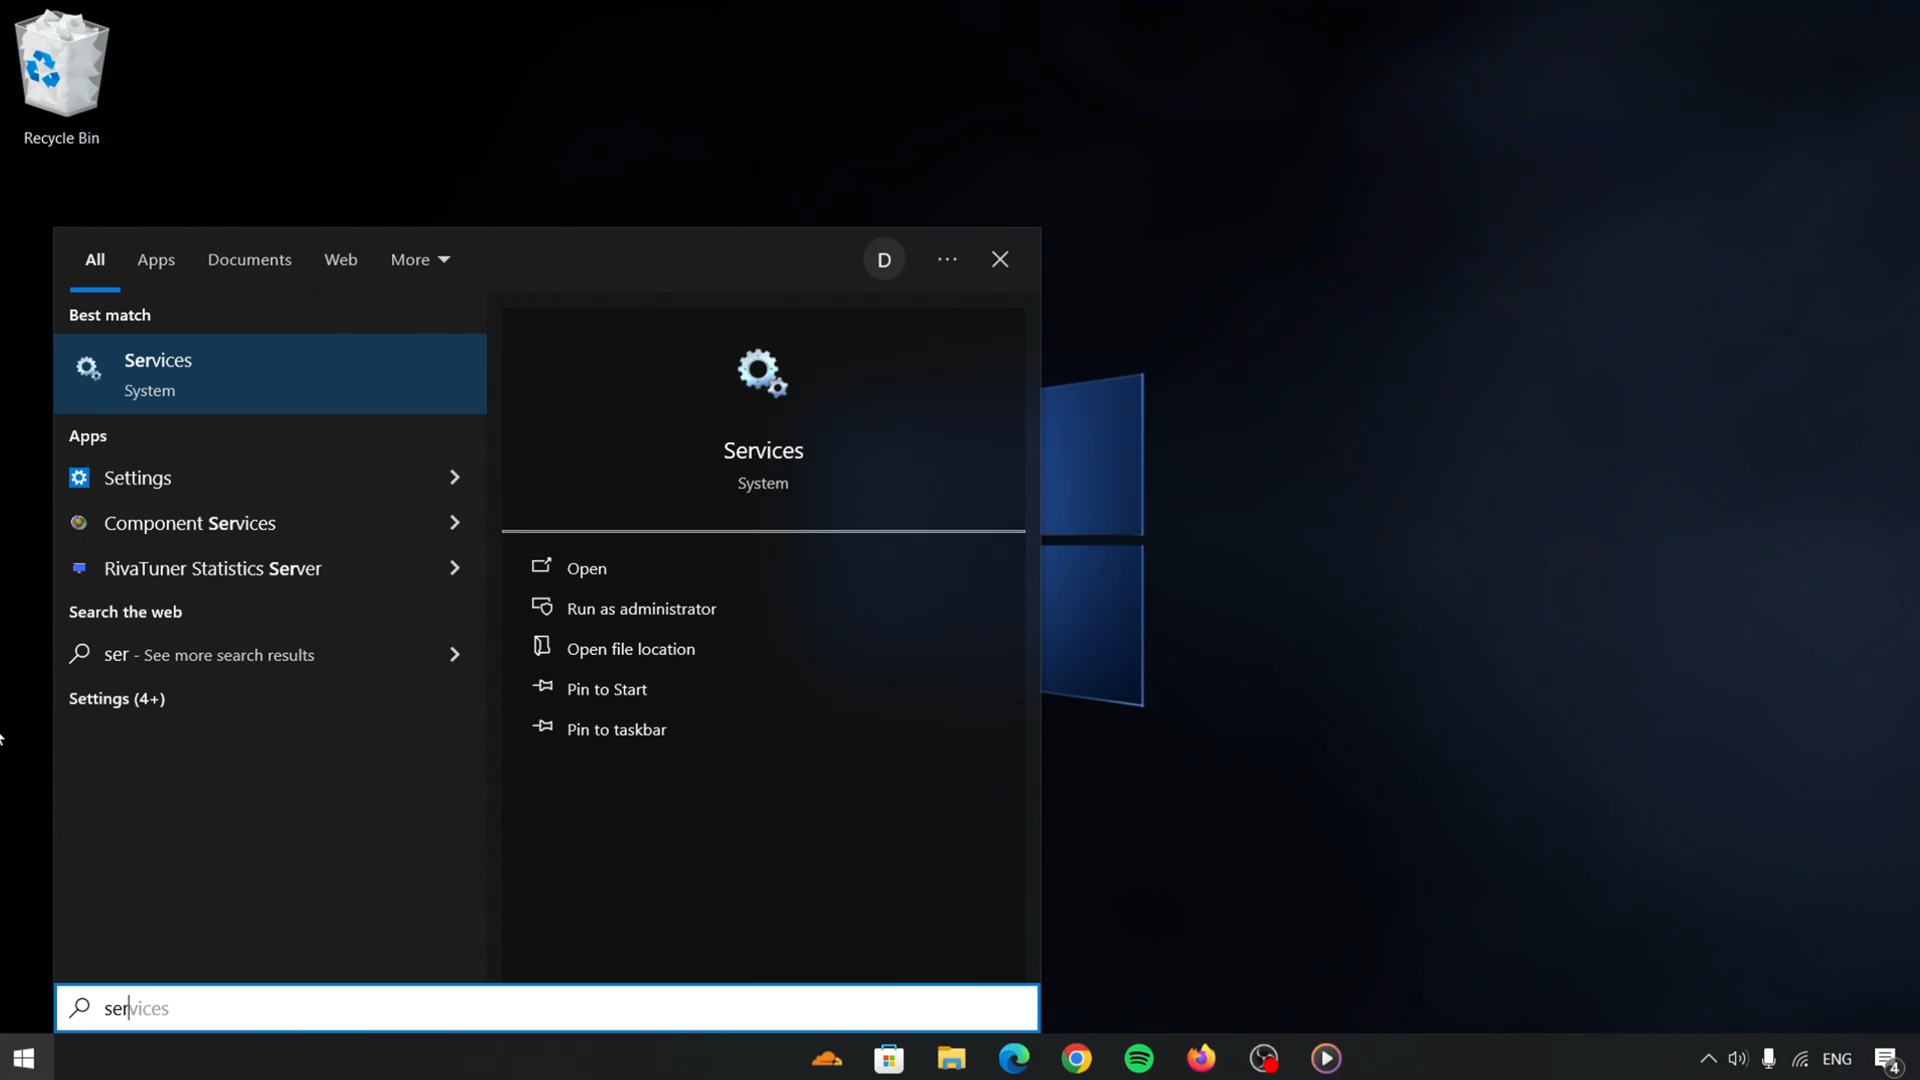 Recycle Bin
All Apps Documents Web More D
Best match
Services
System
Apps
Settings
Component Services
RivaTuner Statistics Server
Search the web
ser - See more search results
Settings (4+)
Services
System
Open
Run as administrator
Open file location
Pin to Start
Pin to taskbar
services
ENG 4